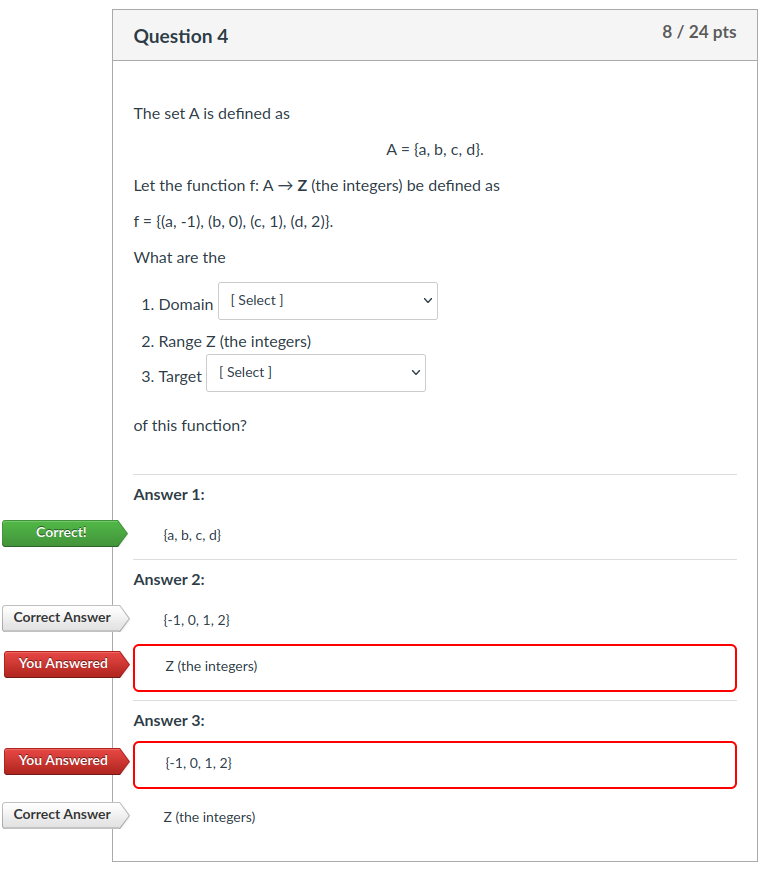 Question 4
8 / 24 pts
The set A is defined as
A = {a, b, c, d}.
Let the function f: A → Z (the integers) be defined as
f = {(a, -1), (b, 0), (c, 1), (d, 2)}.
What are the
1. Domain [ Select ]
2. Range Z (the integers)
3. Target [ Select ]
of this function?
Answer 1:
Correct! {a, b, c, d}
Answer 2:
Correct Answer {-1, 0, 1, 2}
You Answered Z (the integers)
Answer 3:
You Answered {-1, 0, 1, 2}
Correct Answer Z (the integers)